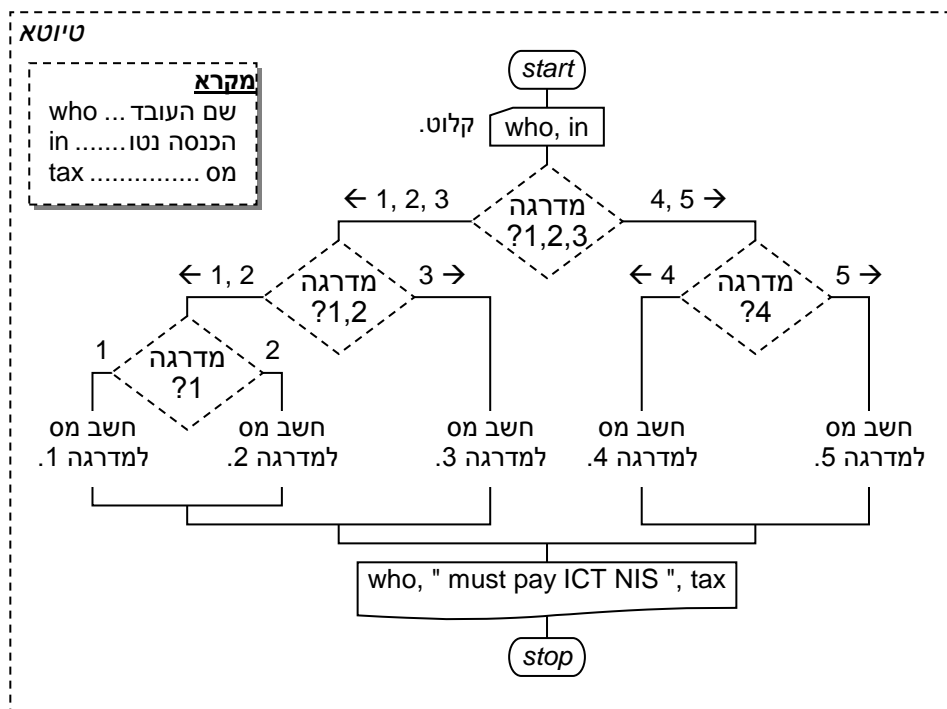 טיוטא
מקרא
שם העובד ... who
הכנסה נטו ....... in
מס ............... tax
start
קלוט.
who, in
מדרגה
1,2,3?
← 1, 2, 3
4, 5 →
מדרגה
1,2?
← 1, 2
3 →
מדרגה
4?
← 4
5 →
מדרגה
1?
1
2
חשב מס
למדרגה 1.
חשב מס
למדרגה 2.
חשב מס
למדרגה 3.
חשב מס
למדרגה 4.
חשב מס
למדרגה 5.
who, " must pay ICT NIS ", tax
stop